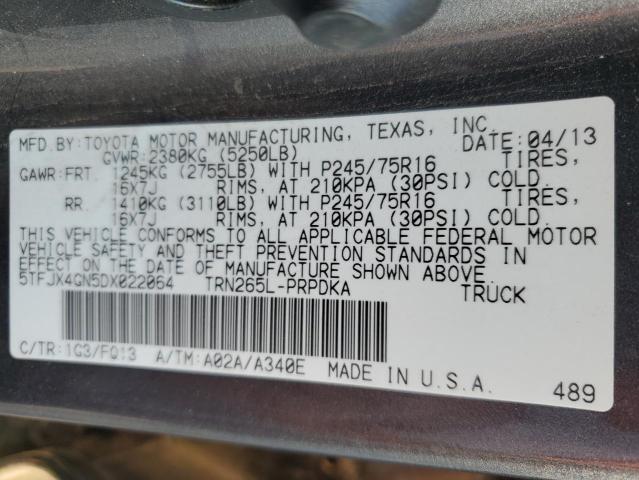 MFD.BY:TOYOTA MOTOR MANUFACTURING, TEXAS, INC.
GVWR:2380KG (5250LB) DATE:04/13
GAWR:FRT. 1245KG (2755LB) WITH P245/75R16 TIRES,
16X7J RIMS, AT 210KPA (30PSI) COLD.
RR. 1410KG (3110LB) WITH P245/75R16 TIRES,
16X7J RIMS, AT 210KPA (30PSI) COLD.
THIS VEHICLE CONFORMS TO ALL APPLICABLE FEDERAL MOTOR
VEHICLE SAFETY AND THEFT PREVENTION STANDARDS IN
EFFECT ON THE DATE OF MANUFACTURE SHOWN ABOVE.
5TFJX4GN5DX022064 TRN265L-PRPDKA TRUCK
C/TR:1G3/FQ13 A/TM:A02A/A340E MADE IN U.S.A.
489